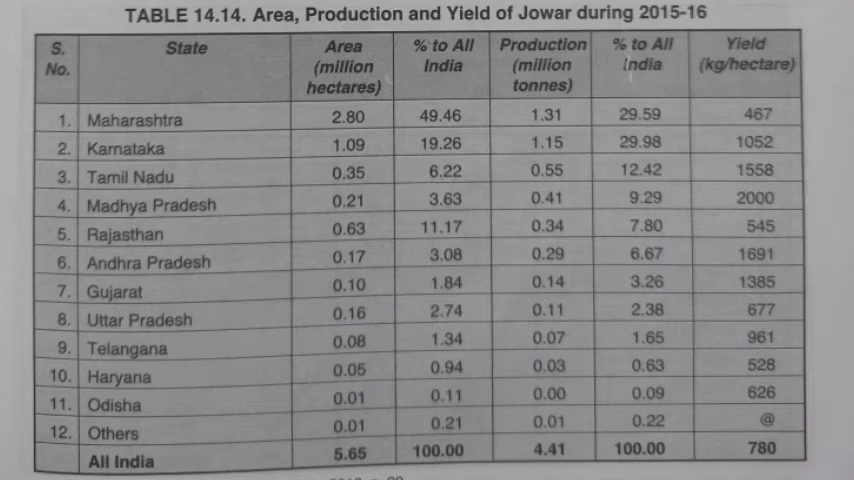 TABLE 14.14. Area, Production and Yield of Jowar during 2015-16
S. No. State Area (million hectares) % to All India Production (million tonnes) % to All India Yield (kg/hectare)
1. Maharashtra 2.80 49.46 1.31 29.59 467
2. Karnataka 1.09 19.26 1.15 29.98 1052
3. Tamil Nadu 0.35 6.22 0.55 12.42 1558
4. Madhya Pradesh 0.21 3.63 0.41 9.29 2000
5. Rajasthan 0.63 11.17 0.34 7.80 545
6. Andhra Pradesh 0.17 3.08 0.29 6.67 1691
7. Gujarat 0.10 1.84 0.14 3.26 1385
8. Uttar Pradesh 0.16 2.74 0.11 2.38 677
9. Telangana 0.08 1.34 0.07 1.65 961
10. Haryana 0.05 0.94 0.03 0.63 528
11. Odisha 0.01 0.11 0.00 0.09 626
12. Others 0.01 0.21 0.01 0.22 @
All India 5.65 100.00 4.41 100.00 780